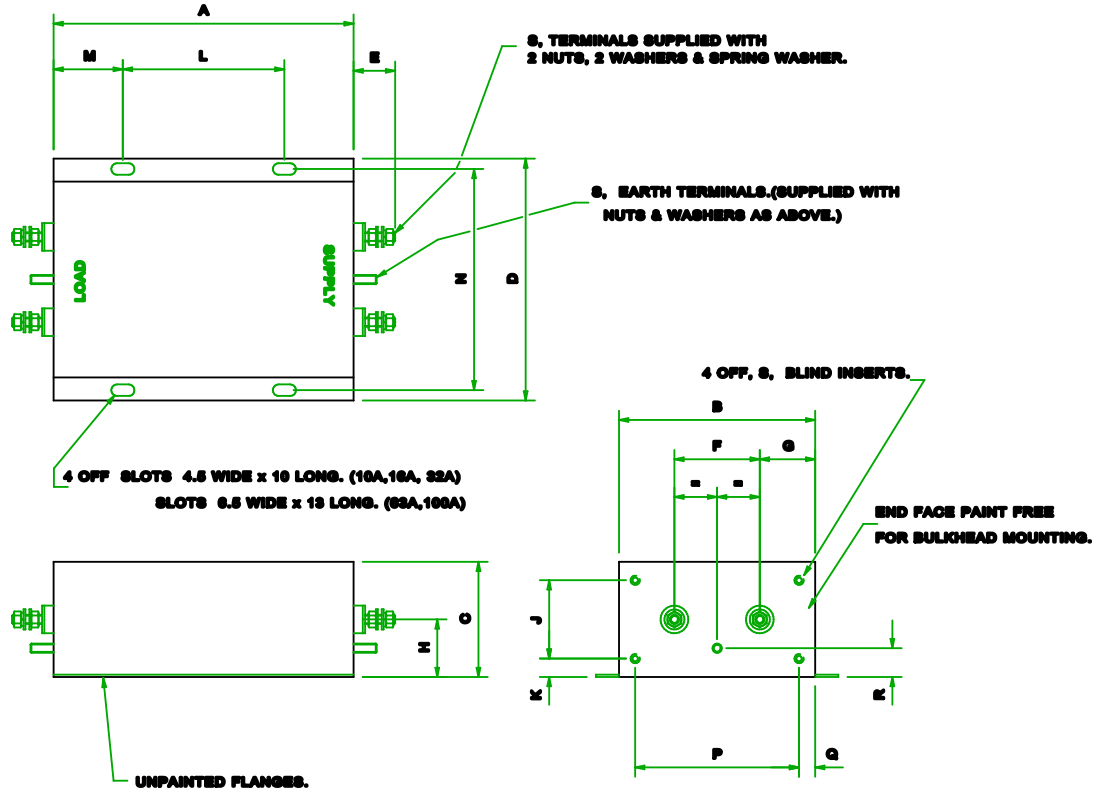 A
M
L
E
S, TERMINALS SUPPLIED WITH
2 NUTS, 2 WASHERS & SPRING WASHER.
S, EARTH TERMINALS.(SUPPLIED WITH
NUTS & WASHERS AS ABOVE.)
LOAD
SUPPLY
N
D
4 OFF SLOTS 4.5 WIDE x 10 LONG. (10A,16A, 32A)
SLOTS 6.5 WIDE x 13 LONG. (63A,100A)
4 OFF, S, BLIND INSERTS.
B
F
G
=
=
END FACE PAINT FREE
FOR BULKHEAD MOUNTING.
C
H
J
K
R
P
Q
UNPAINTED FLANGES.